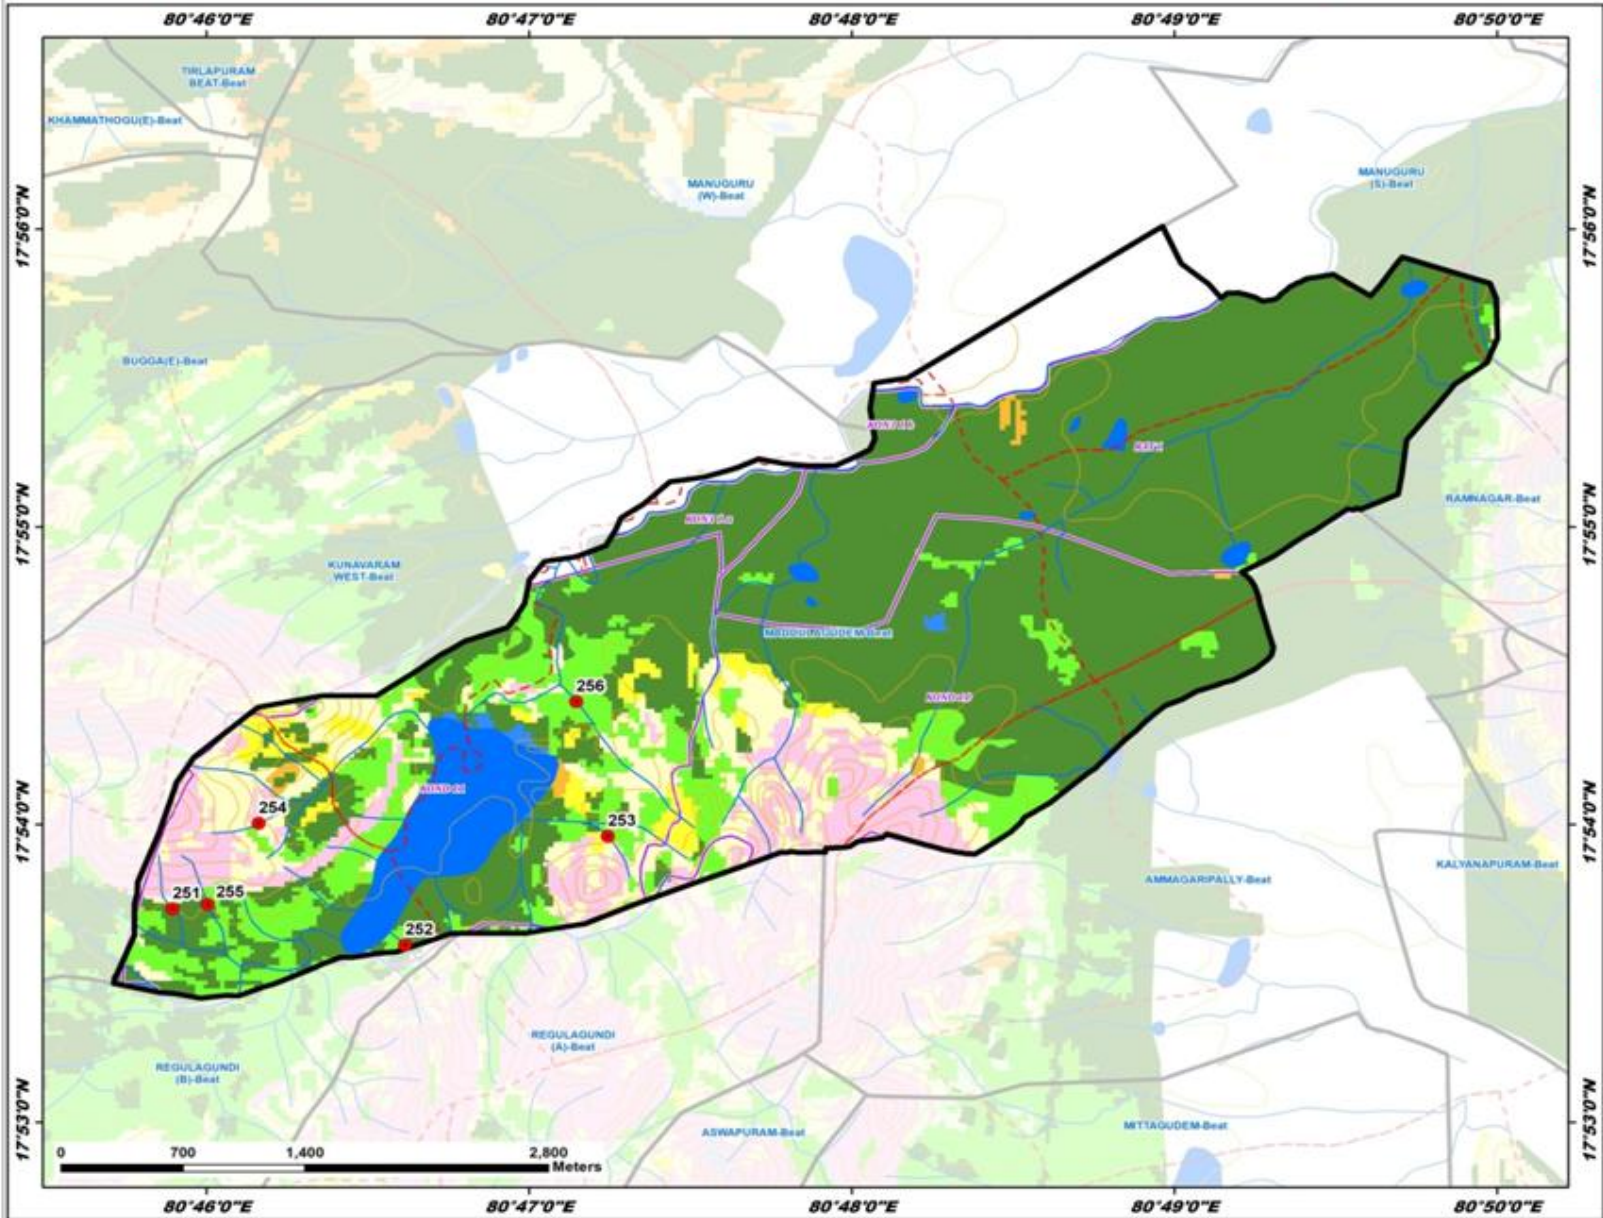 80°46'0"E 80°47'0"E 80°48'0"E 80°49'0"E 80°50'0"E
TIRLAPURAM
BEAT-Beat
KHAMMATHOGU(E)-Beat
MANUGURU
(W)-Beat
MANUGURU
(S)-Beat
17°56'0"N 17°56'0"N
BUGGA(E)-Beat
RAMNAGAR-Beat
17°55'0"N 17°55'0"N
KUNAVARAM
WEST-Beat
MADDULAGUDEM-Beat
256
254
253
17°54'0"N 17°54'0"N
KALYANAPURAM-Beat
AMMAGARIPALLY-Beat
251 255
252
REGULAGUNDI
(A)-Beat
REGULAGUNDI
(B)-Beat
ASWAPURAM-Beat
MITTAGUDEM-Beat
17°53'0"N 17°53'0"N
0 700 1,400 2,800
Meters
80°46'0"E 80°47'0"E 80°48'0"E 80°49'0"E 80°50'0"E